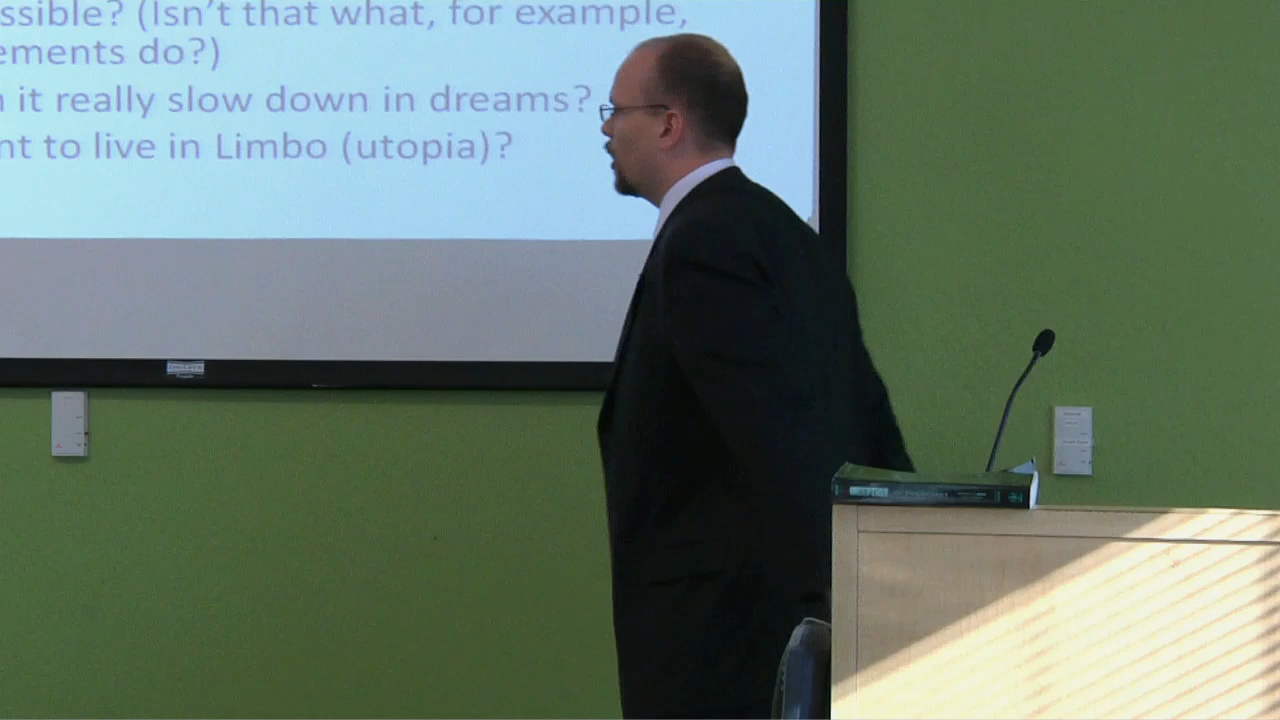 ssible? (Isn't that what, for example,
ements do?)
n it really slow down in dreams?
nt to live in Limbo (utopia)?
INCEPTION